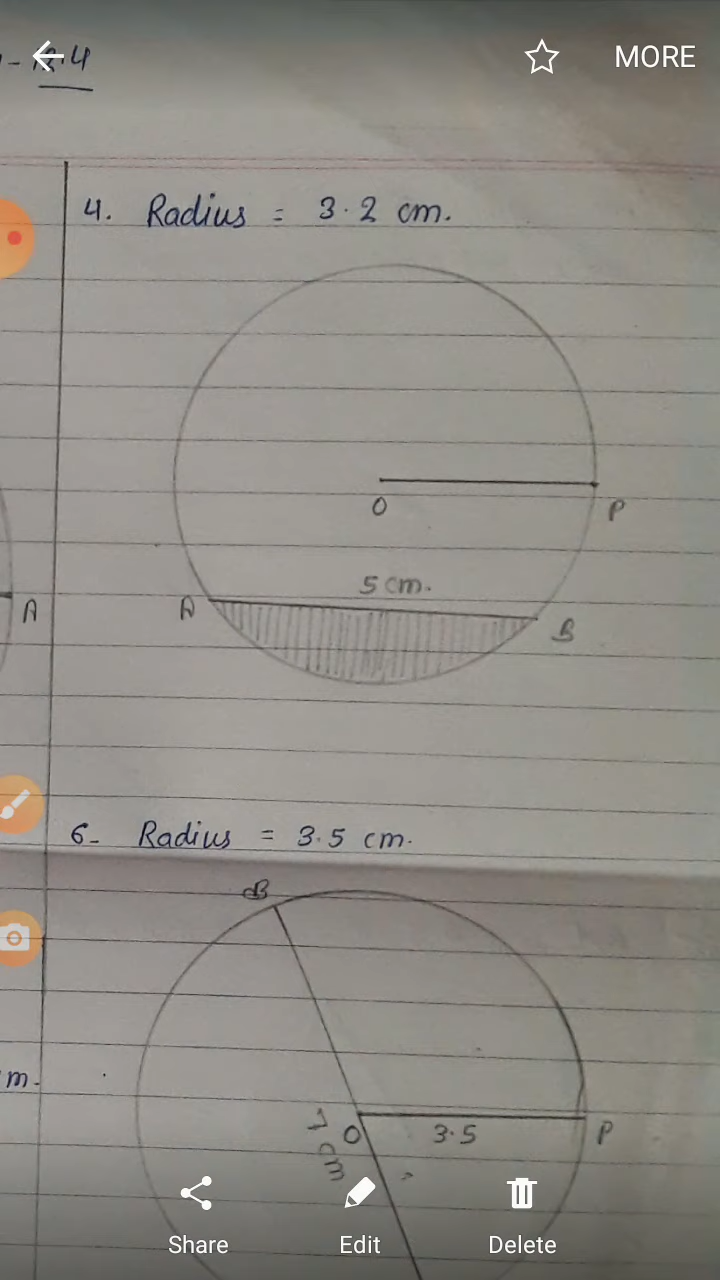 MORE
4. Radius = 3.2 cm.
O
P
5 cm.
A
B
A
6- Radius = 3.5 cm.
B
m.
7 cm
O
3.5
P
Share
Edit
Delete